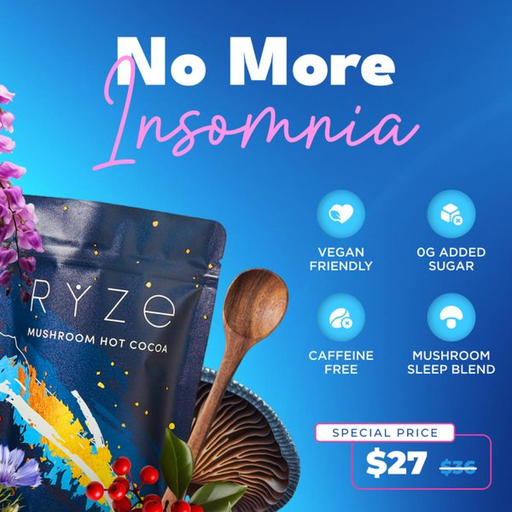 No More
Insomnia
VEGAN
FRIENDLY
0G ADDED
SUGAR
RYZE
MUSHROOM HOT COCOA
CAFFEINE
FREE
MUSHROOM
SLEEP BLEND
SPECIAL PRICE
$27 $36